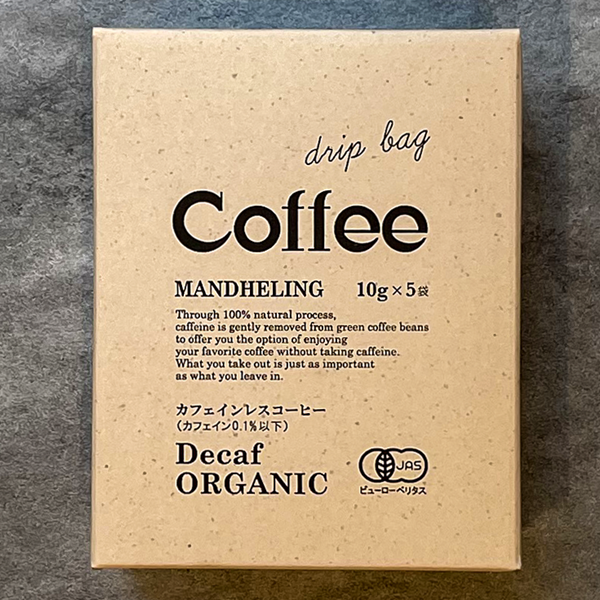 drip bag
Coffee
MANDHELING 10g×5袋
Through 100% natural process,
caffeine is gently removed from green coffee beans
to offer you the option of enjoying
your favorite coffee without taking caffeine.
What you take out is just as important
as what you leave in.
カフェインレスコーヒー
(カフェイン0.1%以下)
Decaf
ORGANIC
JAS
ビューローベリタス